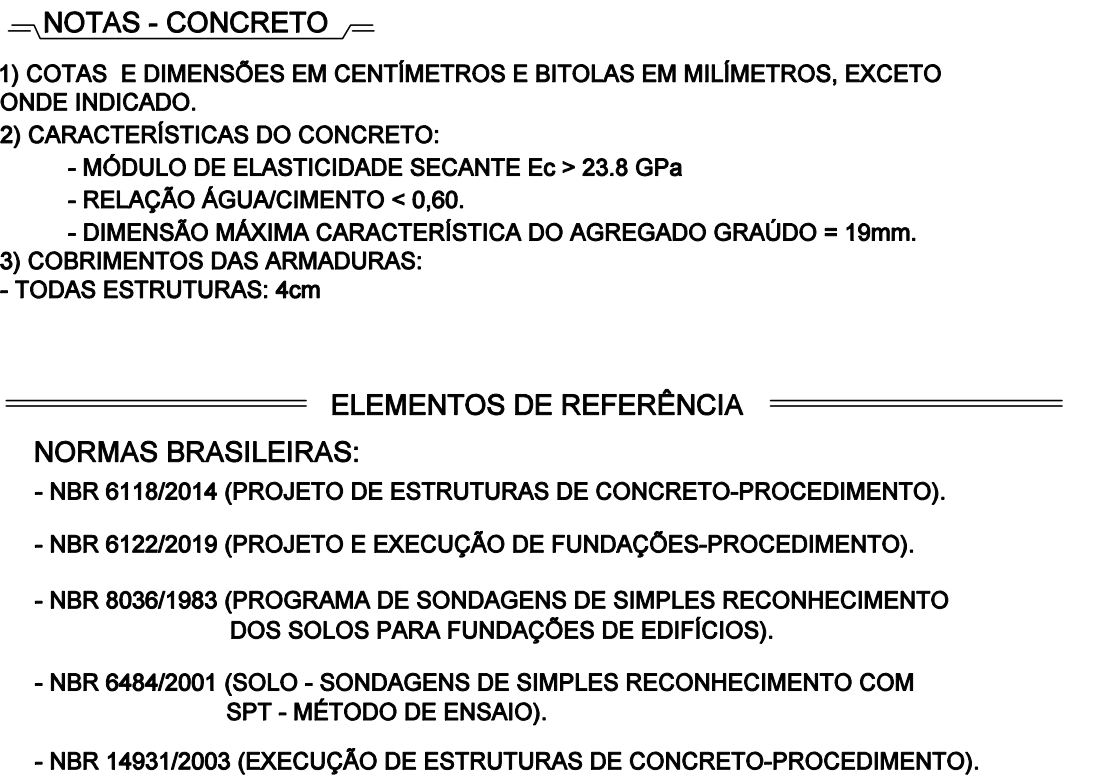 NOTAS - CONCRETO
1) COTAS E DIMENSÕES EM CENTÍMETROS E BITOLAS EM MILÍMETROS, EXCETO
ONDE INDICADO.
2) CARACTERÍSTICAS DO CONCRETO:
- MÓDULO DE ELASTICIDADE SECANTE Ec > 23.8 GPa
- RELAÇÃO ÁGUA/CIMENTO < 0,60.
- DIMENSÃO MÁXIMA CARACTERÍSTICA DO AGREGADO GRAÚDO = 19mm.
3) COBRIMENTOS DAS ARMADURAS:
- TODAS ESTRUTURAS: 4cm
ELEMENTOS DE REFERÊNCIA
NORMAS BRASILEIRAS:
- NBR 6118/2014 (PROJETO DE ESTRUTURAS DE CONCRETO-PROCEDIMENTO).
- NBR 6122/2019 (PROJETO E EXECUÇÃO DE FUNDAÇÕES-PROCEDIMENTO).
- NBR 8036/1983 (PROGRAMA DE SONDAGENS DE SIMPLES RECONHECIMENTO
DOS SOLOS PARA FUNDAÇÕES DE EDIFÍCIOS).
- NBR 6484/2001 (SOLO - SONDAGENS DE SIMPLES RECONHECIMENTO COM
SPT - MÉTODO DE ENSAIO).
- NBR 14931/2003 (EXECUÇÃO DE ESTRUTURAS DE CONCRETO-PROCEDIMENTO).